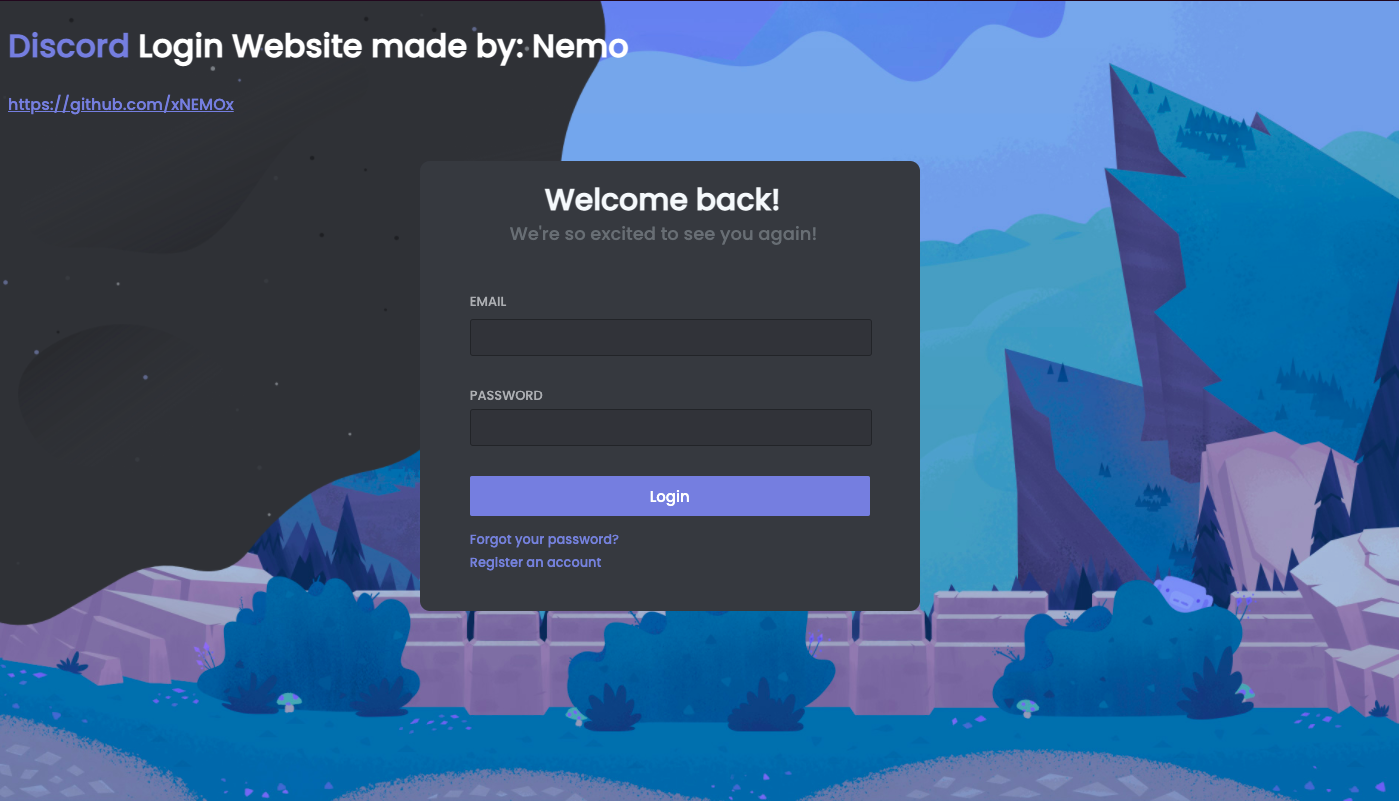 Discord Login Website made by: Nemo
https://github.com/xNEMOx
Welcome back!
We're so excited to see you again!
EMAIL
PASSWORD
Login
Forgot your password?
Register an account